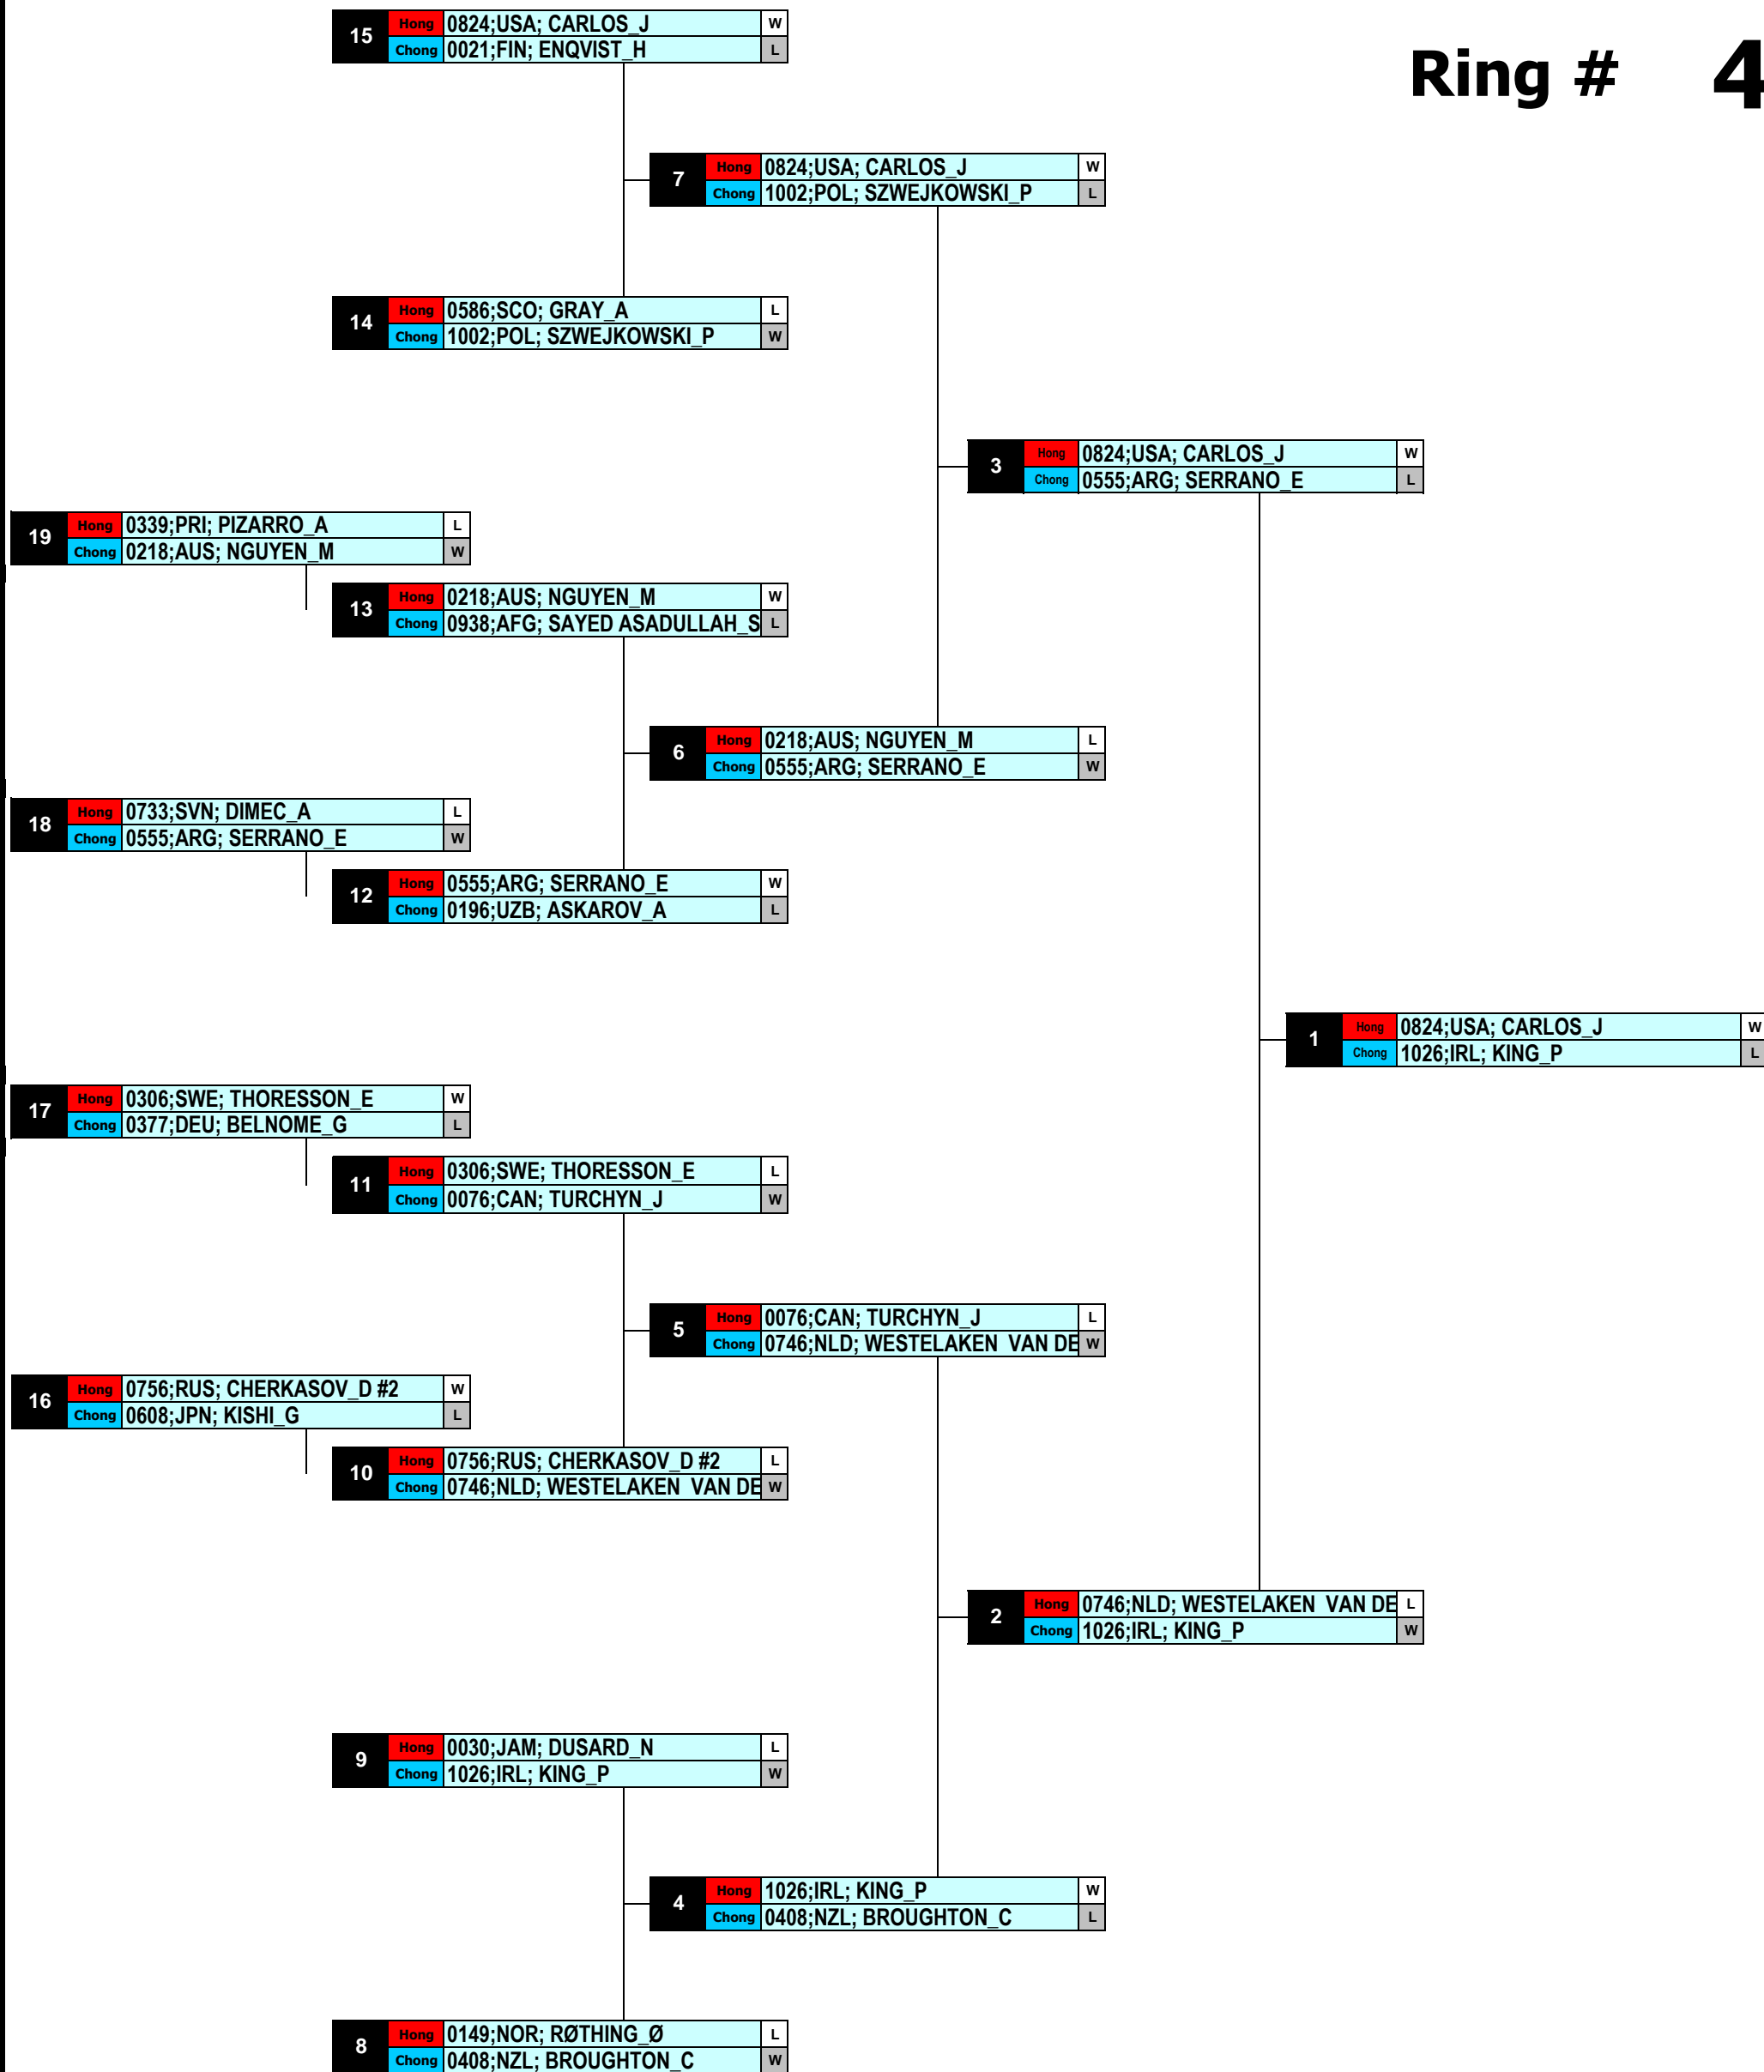 Ring # 4
15 Hong 0824;USA; CARLOS_J W
Chong 0021;FIN; ENQVIST_H L
7 Hong 0824;USA; CARLOS_J W
Chong 1002;POL; SZWEJKOWSKI_P L
14 Hong 0586;SCO; GRAY_A L
Chong 1002;POL; SZWEJKOWSKI_P W
3 Hong 0824;USA; CARLOS_J W
Chong 0555;ARG; SERRANO_E L
19 Hong 0339;PRI; PIZARRO_A L
Chong 0218;AUS; NGUYEN_M W
13 Hong 0218;AUS; NGUYEN_M W
Chong 0938;AFG; SAYED ASADULLAH_S L
6 Hong 0218;AUS; NGUYEN_M L
Chong 0555;ARG; SERRANO_E W
18 Hong 0733;SVN; DIMEC_A L
Chong 0555;ARG; SERRANO_E W
12 Hong 0555;ARG; SERRANO_E W
Chong 0196;UZB; ASKAROV_A L
1 Hong 0824;USA; CARLOS_J W
Chong 1026;IRL; KING_P L
17 Hong 0306;SWE; THORESSON_E W
Chong 0377;DEU; BELNOME_G L
11 Hong 0306;SWE; THORESSON_E L
Chong 0076;CAN; TURCHYN_J W
5 Hong 0076;CAN; TURCHYN_J L
Chong 0746;NLD; WESTELAKEN VAN DE W
16 Hong 0756;RUS; CHERKASOV_D #2 W
Chong 0608;JPN; KISHI_G L
10 Hong 0756;RUS; CHERKASOV_D #2 L
Chong 0746;NLD; WESTELAKEN VAN DE W
2 Hong 0746;NLD; WESTELAKEN VAN DE L
Chong 1026;IRL; KING_P W
9 Hong 0030;JAM; DUSARD_N L
Chong 1026;IRL; KING_P W
4 Hong 1026;IRL; KING_P W
Chong 0408;NZL; BROUGHTON_C L
8 Hong 0149;NOR; RØTHING_Ø L
Chong 0408;NZL; BROUGHTON_C W